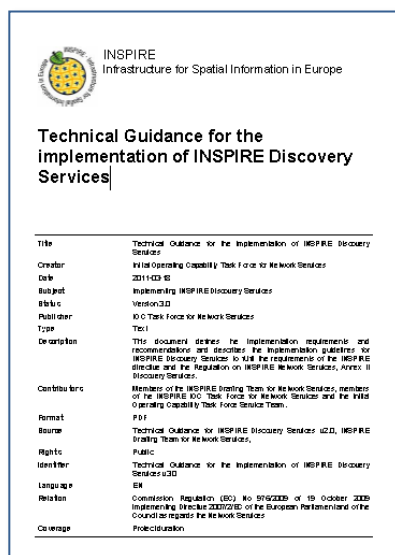 INSPIRE
Infrastructure for Spatial Information in Europe
Technical Guidance for the
implementation of INSPIRE Discovery
Services
Title Technical Guidance for the Implementation of INSPIRE Discovery
Services
Creator Initial Operating Capability Task Force for Network Services
Date
Subject Implementing INSPIRE Discovery Services
Status Version 3.0
Publisher IOC Task Force for Network Services
Type Text
Description This document defines the implementation requirements and
recommendations and describes the implementation guidelines for
INSPIRE Discovery Services to fulfil the requirements of the INSPIRE
directive and the Regulation on INSPIRE Network Services, Annex II
Discovery Services.
Contributors Members of the INSPIRE Drafting Team for Network Services, members
of the INSPIRE IOC Task Force for Network Services and the Initial
Operating Capability Task Force Service Team.
Format PDF
Source Technical Guidance for INSPIRE Discovery Services v2.0, INSPIRE
Drafting Team for Network Services,
Rights Public
Identifier Technical Guidance for the Implementation of INSPIRE Discovery
Services v3.0
Language EN
Relation Commission Regulation (EC) No 976/2009 of 19 October 2009
implementing Directive 2007/2/EC of the European Parliament and of the
Council as regards the Network Services
Coverage Project duration